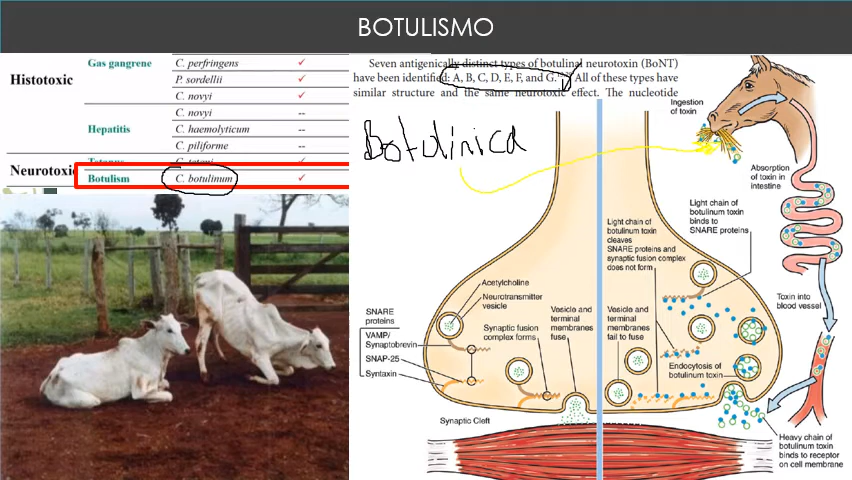 BOTULISMO
Gas gangrene C. perfringens ✓
P. sordellii ✓
Histotoxic
C. novyi ✓
C. novyi --
Hepatitis C. haemolyticum --
C. piliforme --
Neurotoxic
Tetanus C. tetani ✓
Botulism C. botulinum ✓
Seven antigenically distinct types of botulinal neurotoxin (BoNT)
have been identified: A, B, C, D, E, F, and G. All of these types have
similar structure and the same neurotoxic effect. The nucleotide
Botulinica
Ingestion
of toxin
Absorption
of toxin in
intestine
Light chain of
botulinum toxin
binds to
SNARE proteins
Light chain of
botulinum toxin
cleaves
SNARE proteins and
synaptic fusion complex
does not form
Toxin into
blood vessel
Acetylcholine
Neurotransmitter
vesicle
SNARE
proteins
VAMP/
Synaptobrevin
SNAP-25
Syntaxin
Synaptic fusion
complex forms
Vesicle and
terminal
membranes
fuse
Vesicle and
terminal
membranes
fail to fuse
Endocytosis of
botulinum toxin
Synaptic Cleft
Heavy chain of
botulinum toxin
binds to receptor
on cell membrane